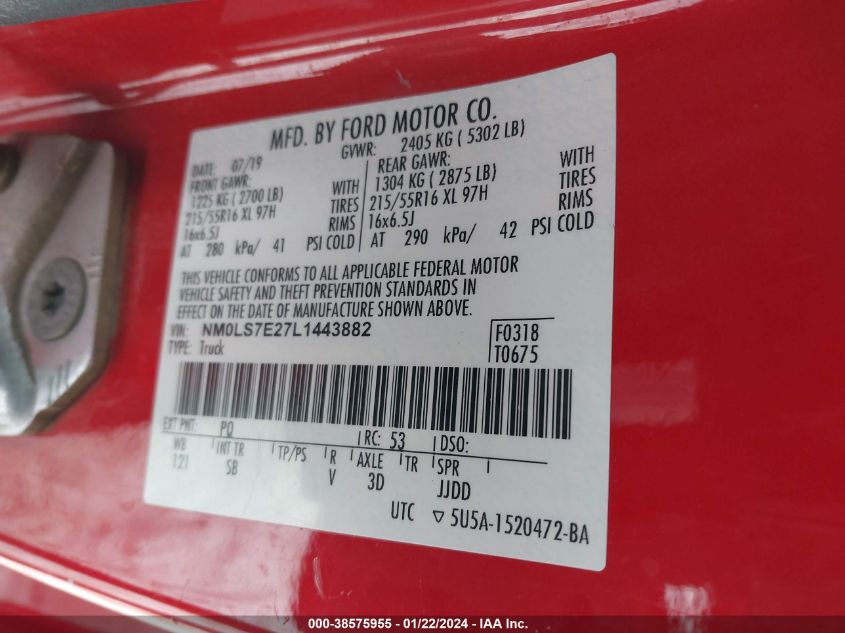 MFD. BY FORD MOTOR CO.
DATE: 07/19 GVWR: 2405 KG ( 5302 LB)
FRONT GAWR: REAR GAWR:
1225 KG ( 2700 LB) WITH 1304 KG ( 2875 LB) WITH
215/55R16 XL 97H TIRES 215/55R16 XL 97H TIRES
16x6.5J RIMS 16x6.5J RIMS
AT 280 kPa/ 41 PSI COLD AT 290 kPa/ 42 PSI COLD
THIS VEHICLE CONFORMS TO ALL APPLICABLE FEDERAL MOTOR
VEHICLE SAFETY AND THEFT PREVENTION STANDARDS IN
EFFECT ON THE DATE OF MANUFACTURE SHOWN ABOVE.
VIN: NM0LS7E27L1443882 F0318
TYPE: Truck T0675
EXT PNT: PQ RC: 53 DSO:
WB INT TR TP/PS R AXLE TR SPR
121 SB V 3D JJDD
UTC ▽ 5U5A-1520472-BA
000-38575955 - 01/22/2024 - IAA Inc.